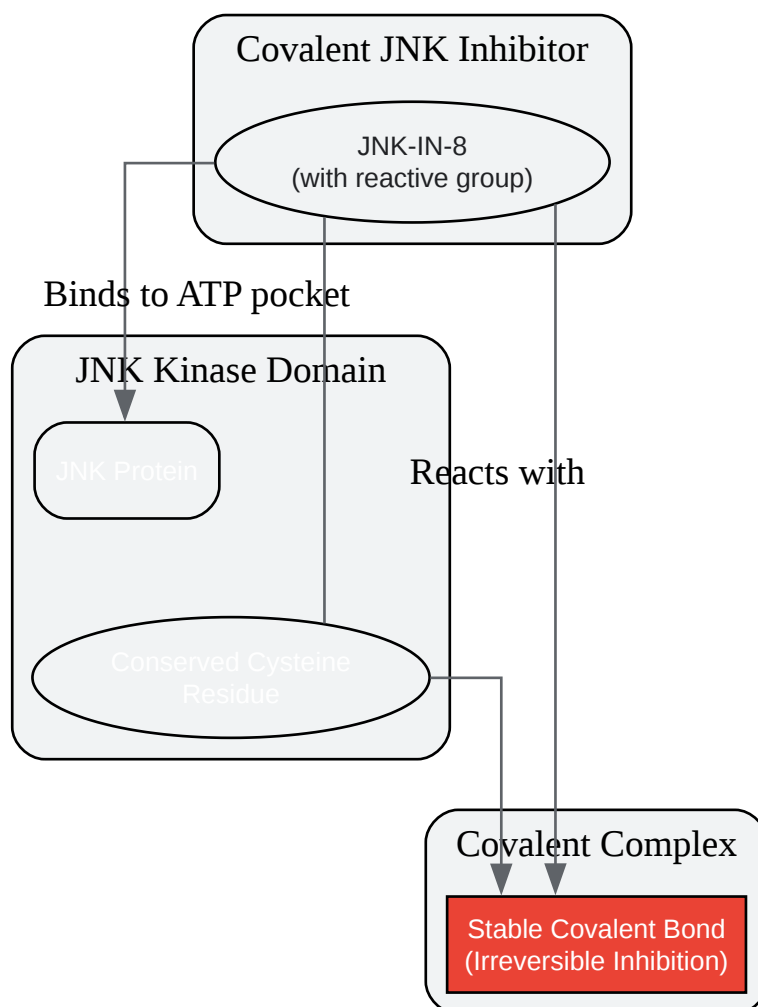 Covalent JNK Inhibitor
JNK-IN-8
(with reactive group)
Binds to ATP pocket
JNK Kinase Domain
JNK Protein
Reacts with
Conserved Cysteine
Residue
Covalent Complex
Stable Covalent Bond
(Irreversible Inhibition)